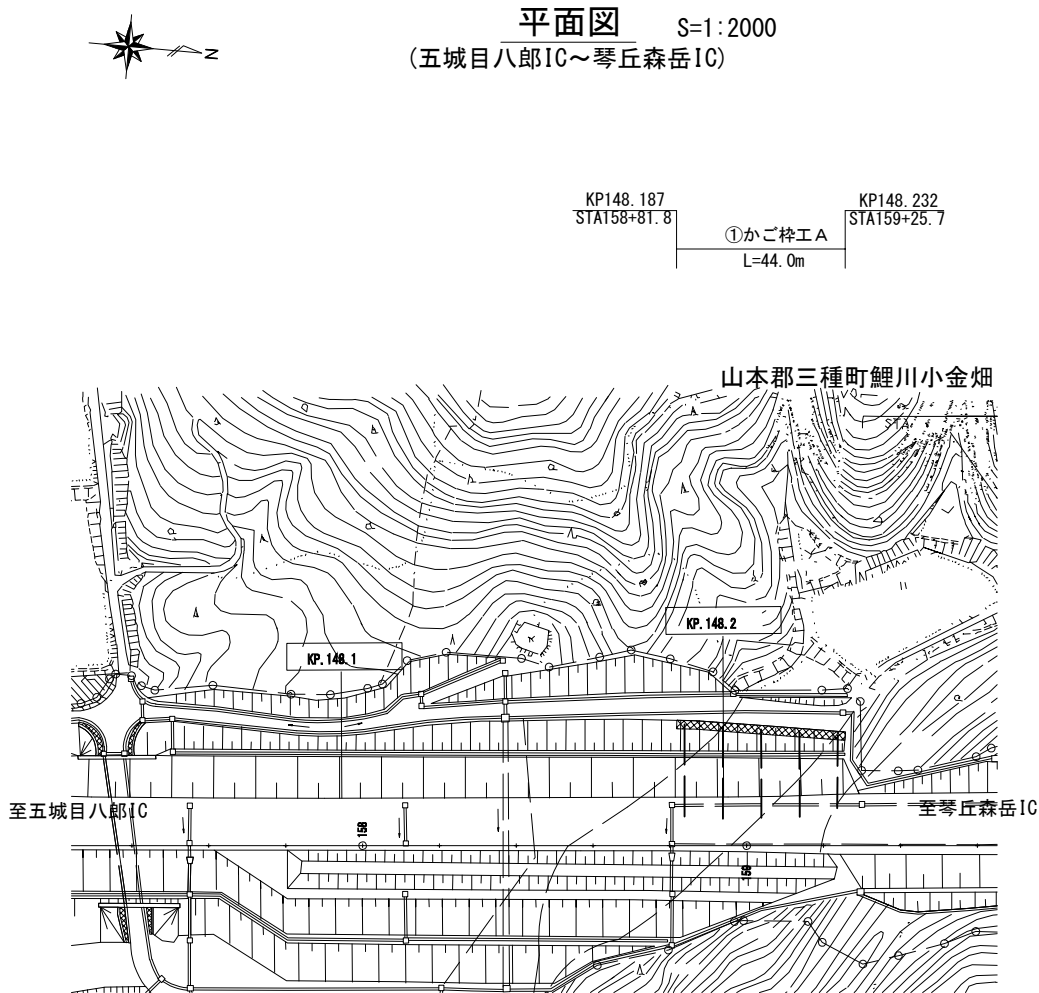 平面図 S=1:2000
(五城目八郎IC～琴丘森岳IC)
N
KP148.187
STA158+81.8
KP148.232
STA159+25.7
①かご枠工A
L=44.0m
山本郡三種町鯉川小金畑
STA
KP.148.2
KP.148.1
至五城目八郎IC
至琴丘森岳IC
158
159